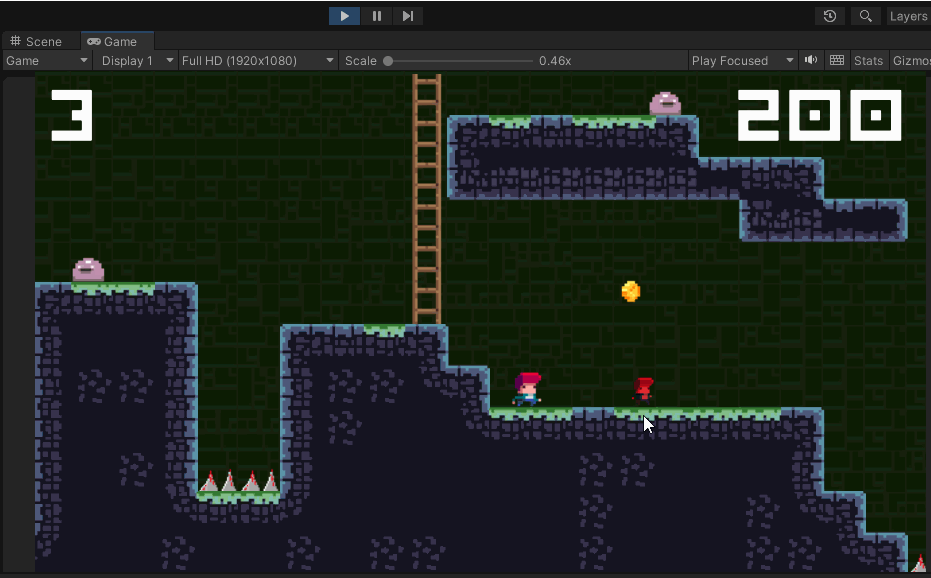 Layers
Scene Game
Game Display 1 Full HD (1920x1080) Scale 0.46x Play Focused Stats Gizmos
3 200